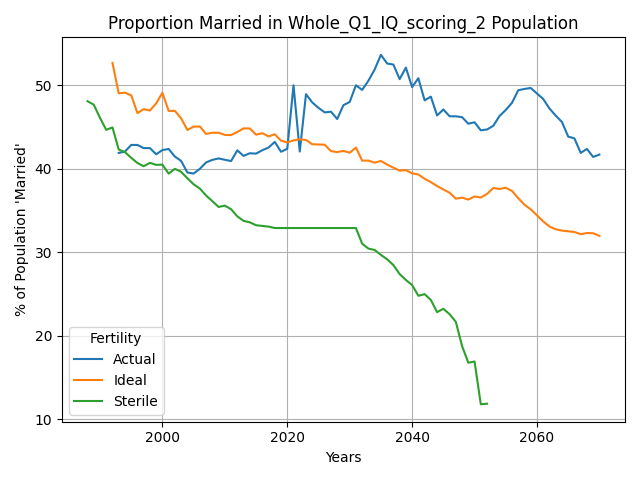 Proportion Married in Whole_Q1_IQ_scoring_2 Population
% of Population 'Married'
50
40
30
20
10
Fertility
Actual
Ideal
Sterile
2000 2020 2040 2060
Years